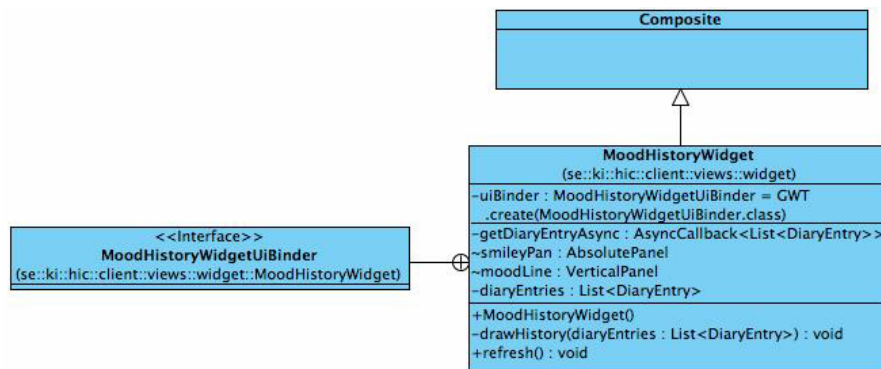 Composite
MoodHistoryWidget
(se::ki::hic::client::views::widget)
-uiBinder : MoodHistoryWidgetUiBinder = GWT
.create(MoodHistoryWidgetUiBinder.class)
-getDiaryEntryAsync : AsyncCallback<List<DiaryEntry>>
~smileyPan : AbsolutePanel
~moodLine : VerticalPanel
-diaryEntries : List<DiaryEntry>
+MoodHistoryWidget()
-drawHistory(diaryEntries : List<DiaryEntry>) : void
+refresh() : void
<<Interface>>
MoodHistoryWidgetUiBinder
(se::ki::hic::client::views::widget::MoodHistoryWidget)